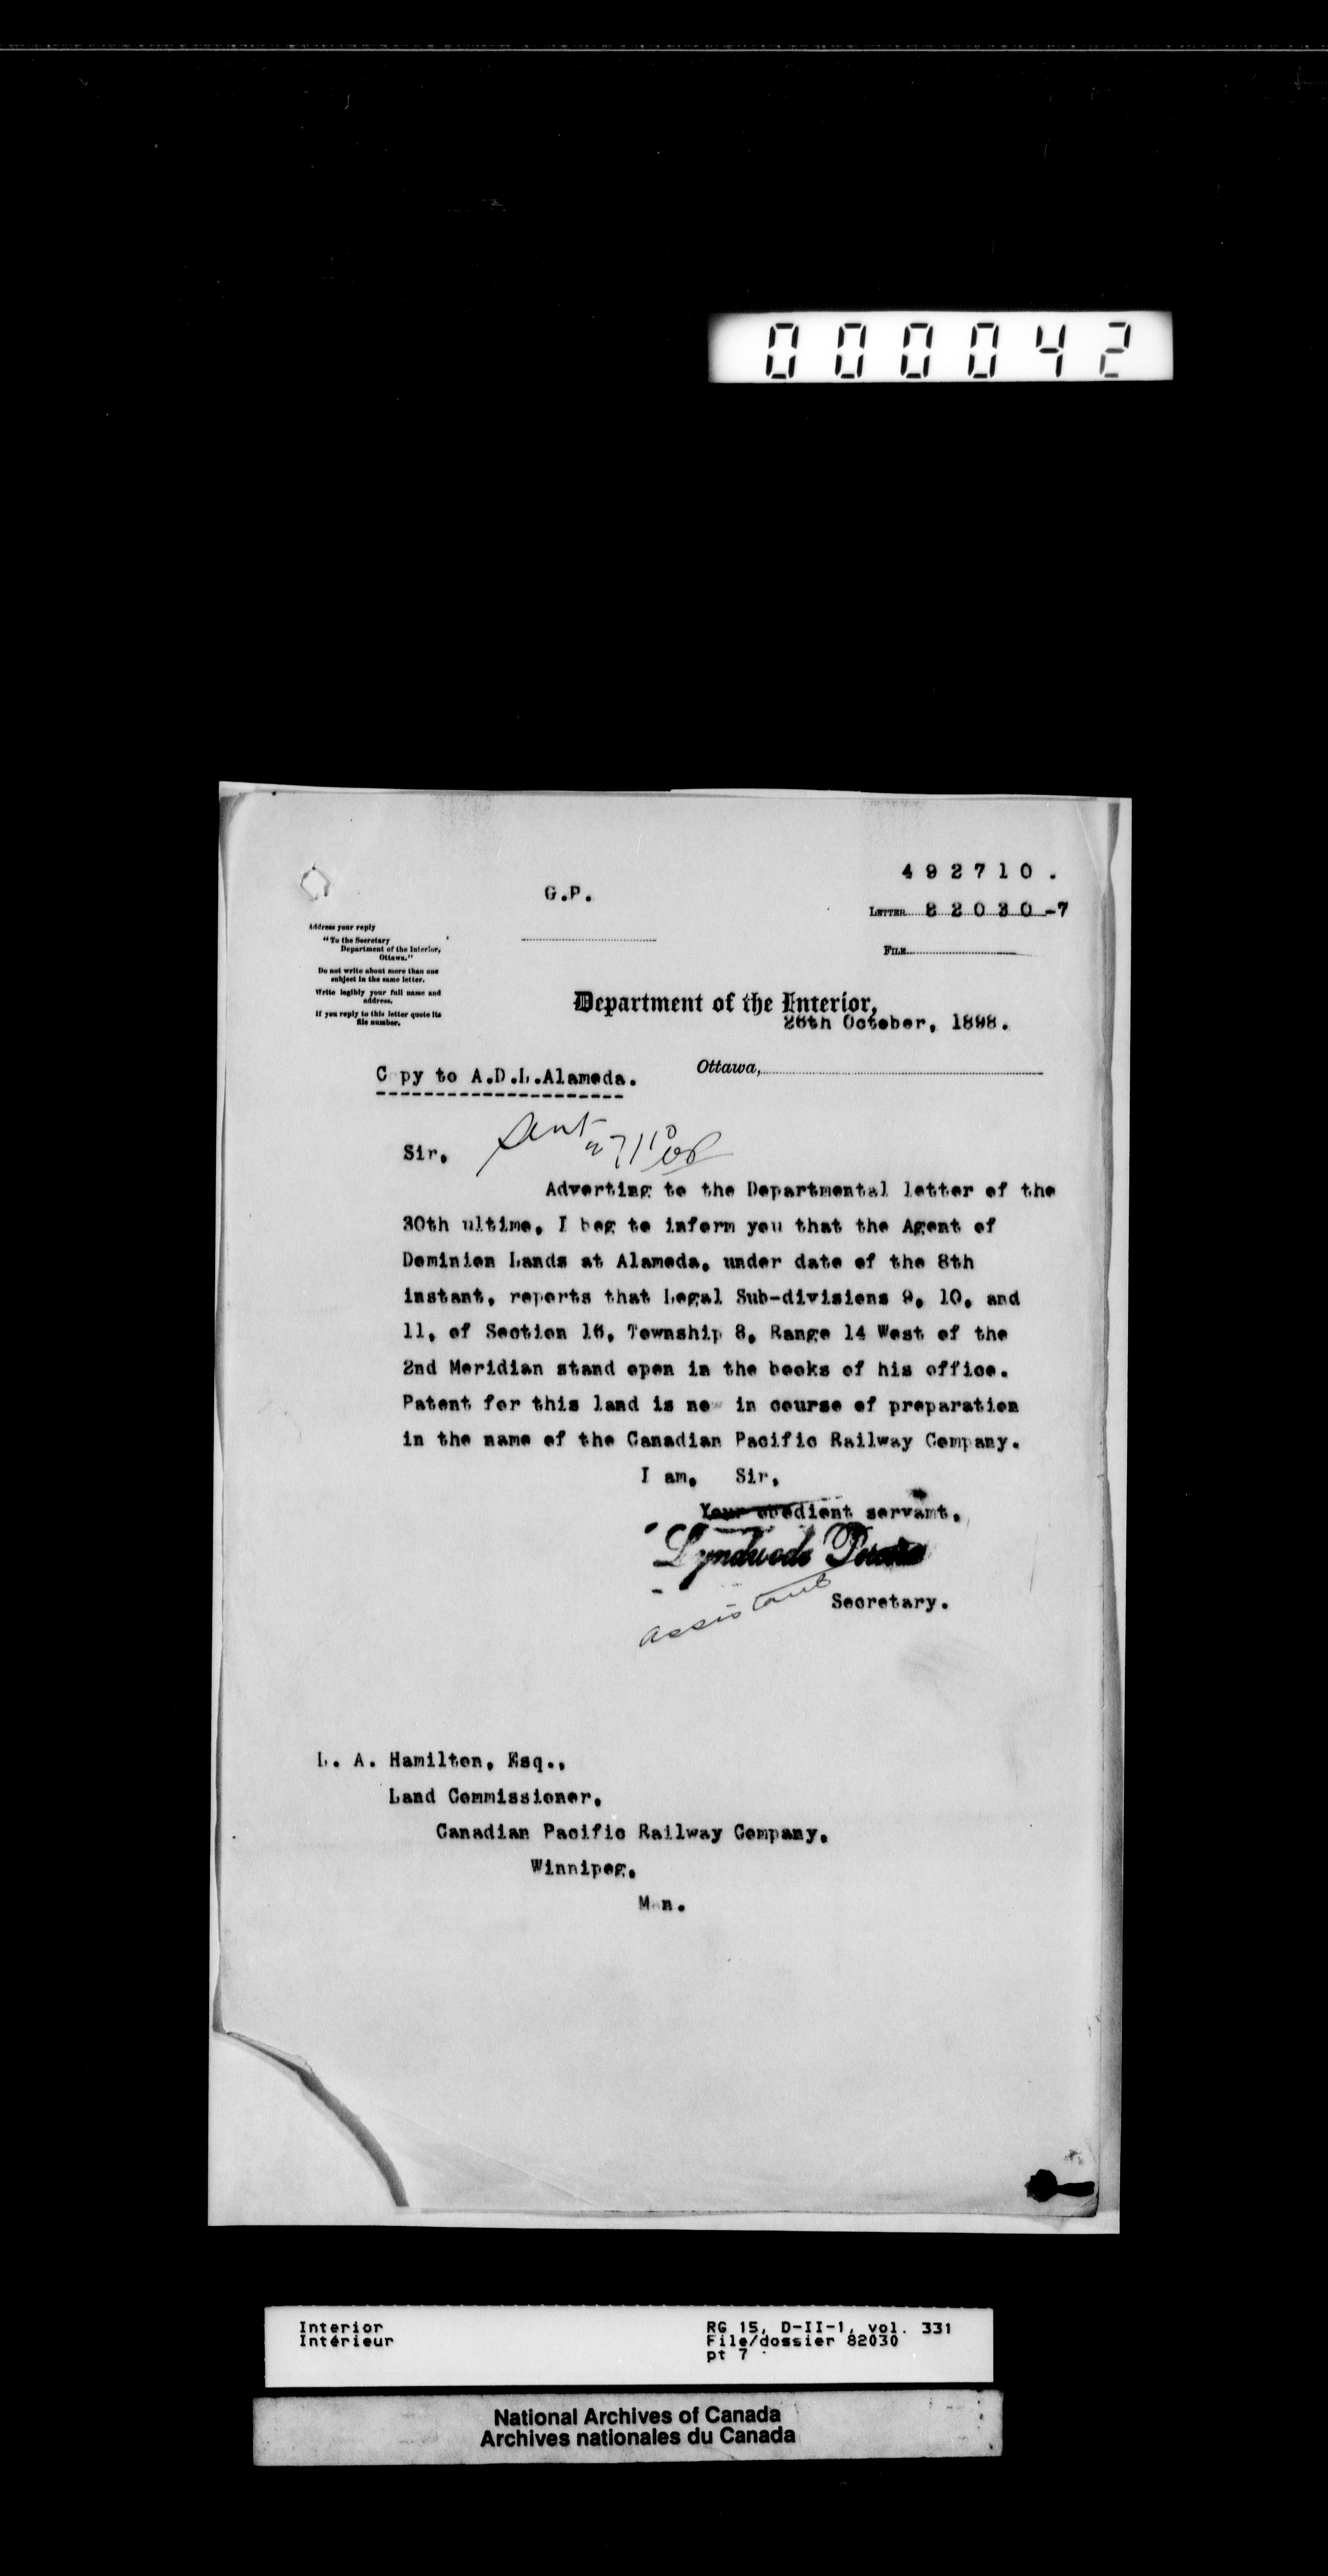 000042
492710.
G.P.
LETTER 82030-7
FILE
Address your reply
"To the Secretary
Department of the Interior,
Ottawa."
Do not write about more than one
subject in the same letter.
Write legibly your full name and
address.
If you reply to this letter quote its
file number.
Department of the Interior,
26th October, 1898.
Ottawa,
Copy to A.D.L.Alameda.
Sent
Sir,
Adverting to the Departmental letter of the
30th ultimo, I beg to inform you that the Agent of
Dominion Lands at Alameda, under date of the 8th
instant, reports that Legal Sub-divisions 9, 10, and
11, of Section 16, Township 8, Range 14 West of the
2nd Meridian stand open in the books of his office.
Patent for this land is now in course of preparation
in the name of the Canadian Pacific Railway Company.
I am, Sir,
Your obedient servant,
Lyndwode Pereira
assistant
Secretary.
L. A. Hamilton, Esq.,
Land Commissioner,
Canadian Pacific Railway Company,
Winnipeg,
Man.
Interior
Intérieur
RG 15, D-II-1, vol. 331
File/dossier 82030
pt 7
National Archives of Canada
Archives nationales du Canada